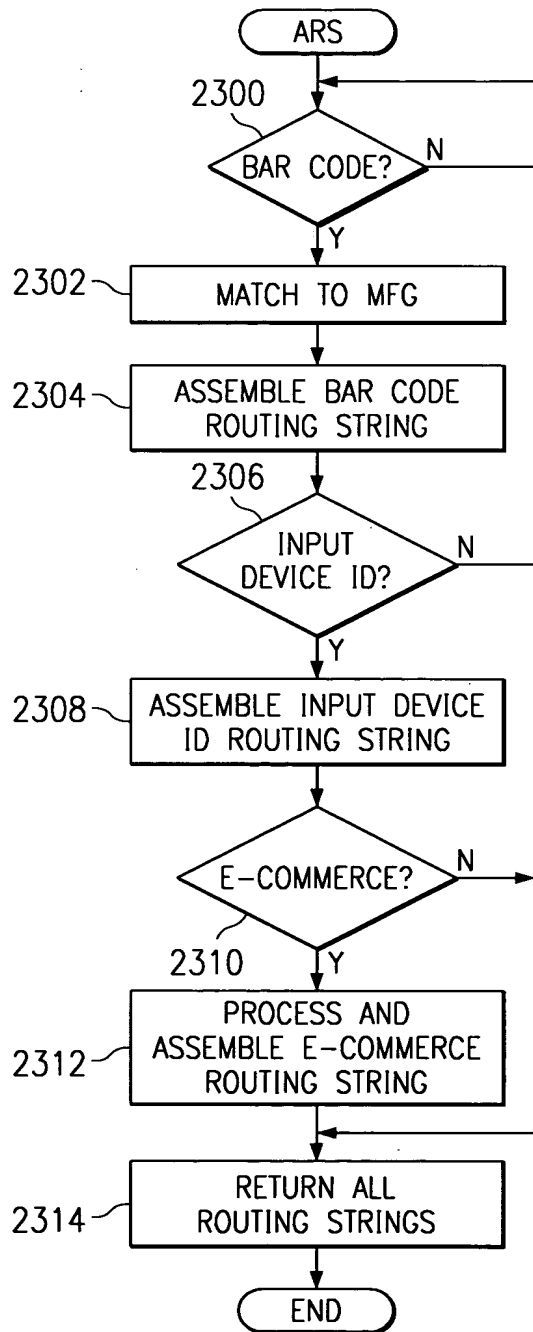 ARS
2300
BAR CODE?
N
Y
2302
MATCH TO MFG
2304
ASSEMBLE BAR CODE
ROUTING STRING
2306
INPUT
DEVICE ID?
N
Y
2308
ASSEMBLE INPUT DEVICE
ID ROUTING STRING
E-COMMERCE?
N
2310
Y
2312
PROCESS AND
ASSEMBLE E-COMMERCE
ROUTING STRING
2314
RETURN ALL
ROUTING STRINGS
END